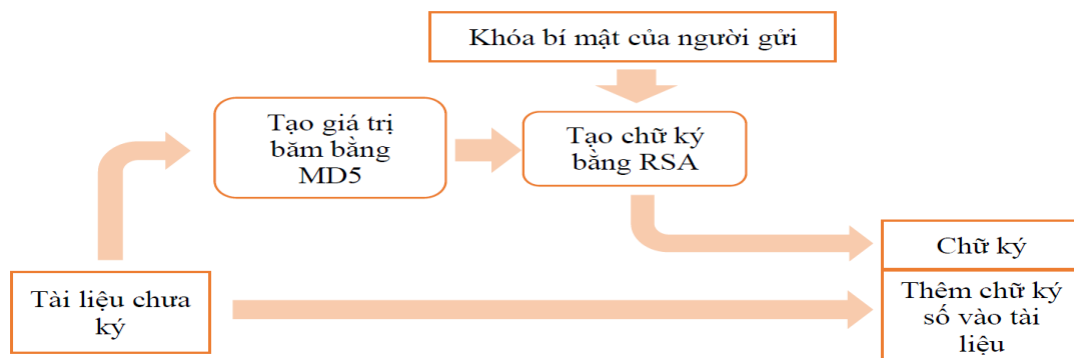 Khóa bí mật của người gửi
Tạo giá trị
băm bằng
MD5
Tạo chữ ký
bằng RSA
Chữ ký
Tài liệu chưa
ký
Thêm chữ ký
số vào tài
liệu